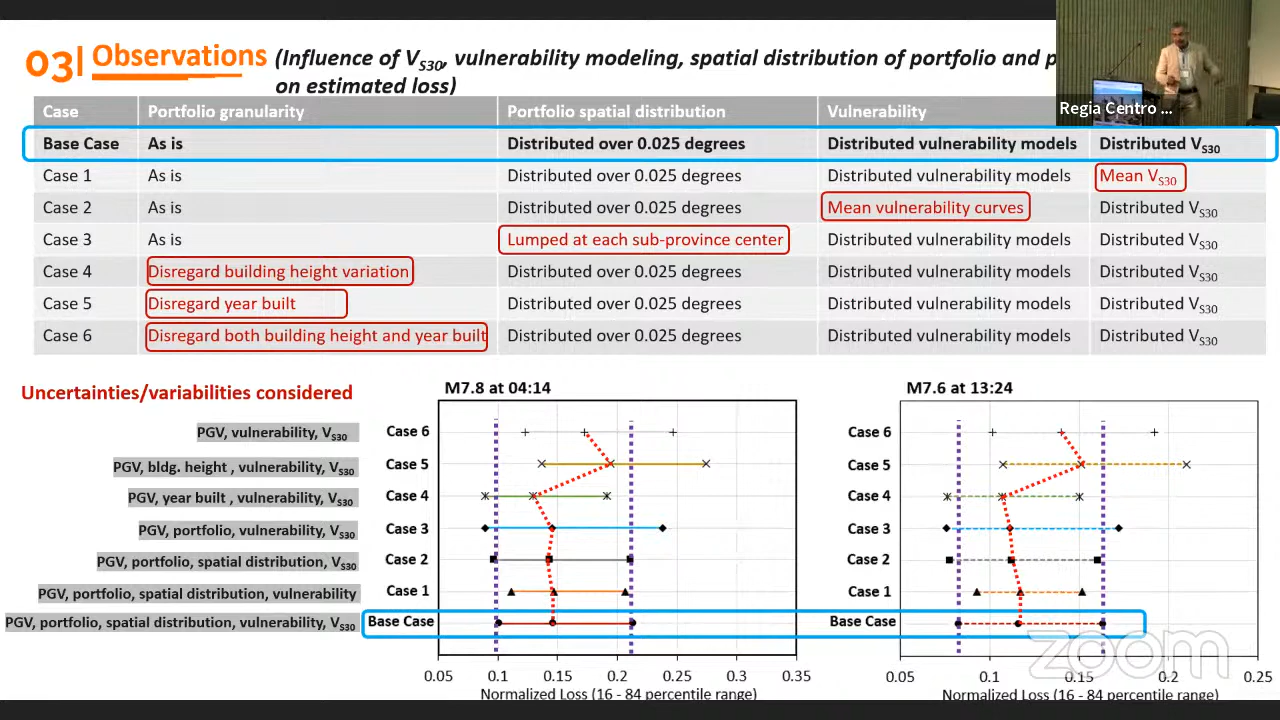 03| Observations (Influence of VS30, vulnerability modeling, spatial distribution of portfolio and p
on estimated loss)
Regia Centro ...
Case Portfolio granularity Portfolio spatial distribution Vulnerability
Base Case As is Distributed over 0.025 degrees Distributed vulnerability models Distributed VS30
Case 1 As is Distributed over 0.025 degrees Distributed vulnerability models Mean VS30
Case 2 As is Distributed over 0.025 degrees Mean vulnerability curves Distributed VS30
Case 3 As is Lumped at each sub-province center Distributed vulnerability models Distributed VS30
Case 4 Disregard building height variation Distributed over 0.025 degrees Distributed vulnerability models Distributed VS30
Case 5 Disregard year built Distributed over 0.025 degrees Distributed vulnerability models Distributed VS30
Case 6 Disregard both building height and year built Distributed over 0.025 degrees Distributed vulnerability models Distributed VS30
Uncertainties/variabilities considered
PGV, vulnerability, VS30
PGV, bldg. height , vulnerability, VS30
PGV, year built , vulnerability, VS30
PGV, portfolio, vulnerability, VS30
PGV, portfolio, spatial distribution, VS30
PGV, portfolio, spatial distribution, vulnerability
PGV, portfolio, spatial distribution, vulnerability, VS30
M7.8 at 04:14
Case 6
Case 5
Case 4
Case 3
Case 2
Case 1
Base Case
0.05 0.1 0.15 0.2 0.25 0.3 0.35
Normalized Loss (16 - 84 percentile range)
M7.6 at 13:24
Case 6
Case 5
Case 4
Case 3
Case 2
Case 1
Base Case
0.05 0.1 0.15 0.2 0.25
Normalized Loss (16 - 84 percentile range)
zoom